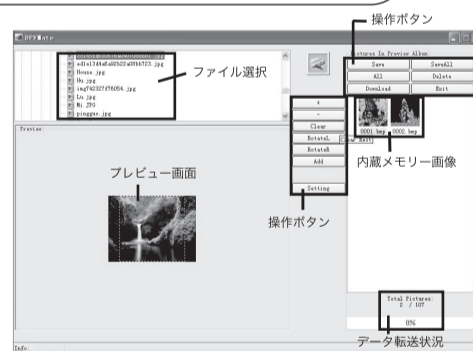 操作ボタン
DPFMate
ファイル選択
House.jpg
Hu.jpg
img742327d76054.jpg
Lu.jpg
Mi.JPG
pinggus.jpg
Pictures In Preview Album:
Save
SaveAll
All
Delete
Download
Exit
+
-
Clear
RotateL
RotateR
Add
Setting
0001.bmp
0002.bmp
内蔵メモリー画像
Preview:
プレビュー画面
操作ボタン
Total Pictures:
2 / 107
0%
データ転送状況
Info: